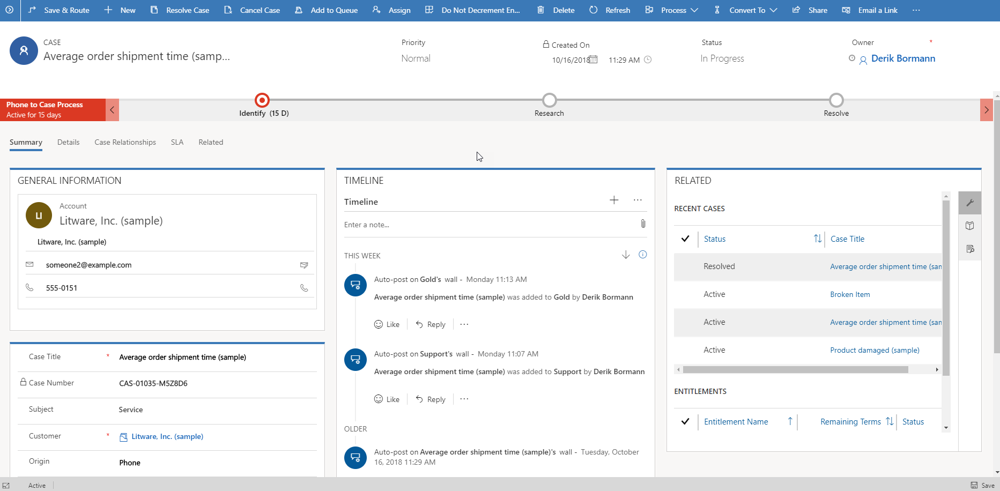 Save & Route New Resolve Case Cancel Case Add to Queue Assign Do Not Decrement En... Delete Refresh Process Convert To Share Email a Link ...
CASE
Average order shipment time (samp...
Priority
Normal
Created On
10/16/2018 11:29 AM
Status
In Progress
Owner *
Derik Bormann
Phone to Case Process
Active for 15 days
Identify (15 D)
Research
Resolve
Summary Details Case Relationships SLA Related
GENERAL INFORMATION
LI
Account
Litware, Inc. (sample)
Litware, Inc. (sample)
someone2@example.com
555-0151
Case Title * Average order shipment time (sample)
Case Number CAS-01035-M5Z8D6
Subject Service
Customer * Litware, Inc. (sample)
Origin Phone
TIMELINE
Timeline ...
Enter a note...
THIS WEEK
Auto-post on Gold's wall - Monday 11:13 AM
Average order shipment time (sample) was added to Gold by Derik Bormann
Like Reply ...
Auto-post on Support's wall - Monday 11:07 AM
Average order shipment time (sample) was added to Support by Derik Bormann
Like Reply ...
OLDER
Auto-post on Average order shipment time (sample)'s wall - Tuesday, October
16, 2018 11:29 AM
RELATED
RECENT CASES
Status Case Title
Resolved Average order shipment time (san
Active Broken Item
Active Average order shipment time (san
Active Product damaged (sample)
ENTITLEMENTS
Entitlement Name Remaining Terms Status
Active
Save